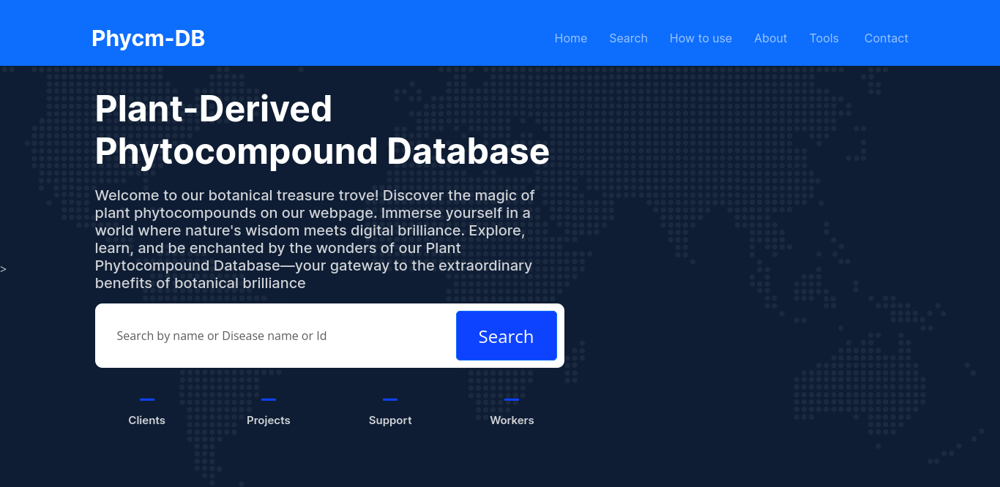 Phycm-DB
Home Search How to use About Tools Contact
Plant-Derived
Phytocompound Database
Welcome to our botanical treasure trove! Discover the magic of
plant phytocompounds on our webpage. Immerse yourself in a
world where nature's wisdom meets digital brilliance. Explore,
learn, and be enchanted by the wonders of our Plant
Phytocompound Database—your gateway to the extraordinary
benefits of botanical brilliance
>
Search by name or Disease name or Id
Search
Clients Projects Support Workers